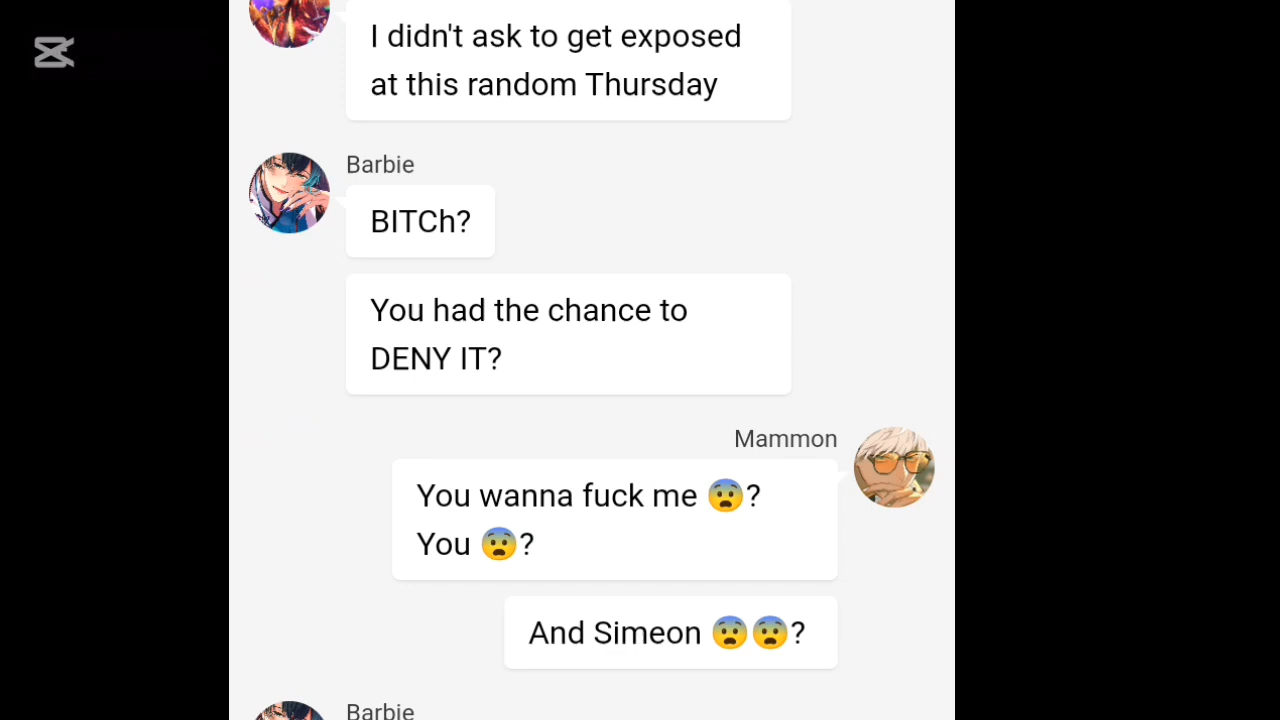 I didn't ask to get exposed
at this random Thursday
Barbie
BITCh?
You had the chance to
DENY IT?
Mammon
You wanna fuck me 😨?
You 😨?
And Simeon 😨😨?
Barbie